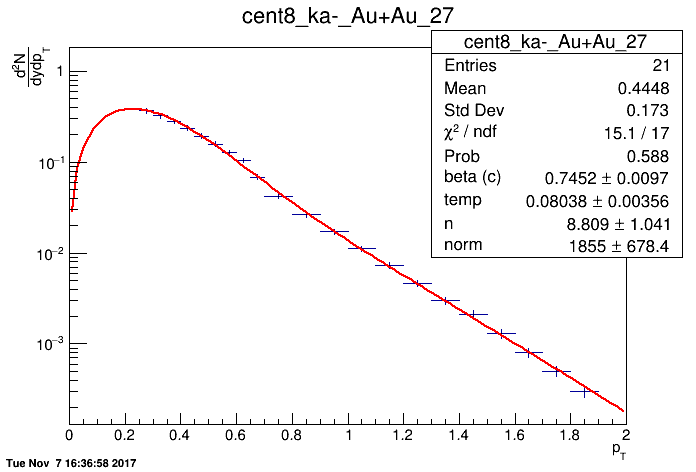 cent8_ka-_Au+Au_27
cent8_ka-_Au+Au_27
Entries 21
Mean 0.4448
Std Dev 0.173
χ² / ndf 15.1 / 17
Prob 0.588
beta (c) 0.7452 ± 0.0097
temp 0.08038 ± 0.00356
n 8.809 ± 1.041
norm 1855 ± 678.4
d²N
dydp_T
1
10⁻¹
10⁻²
10⁻³
0 0.2 0.4 0.6 0.8 1 1.2 1.4 1.6 1.8 2
p_T
Tue Nov 7 16:36:58 2017